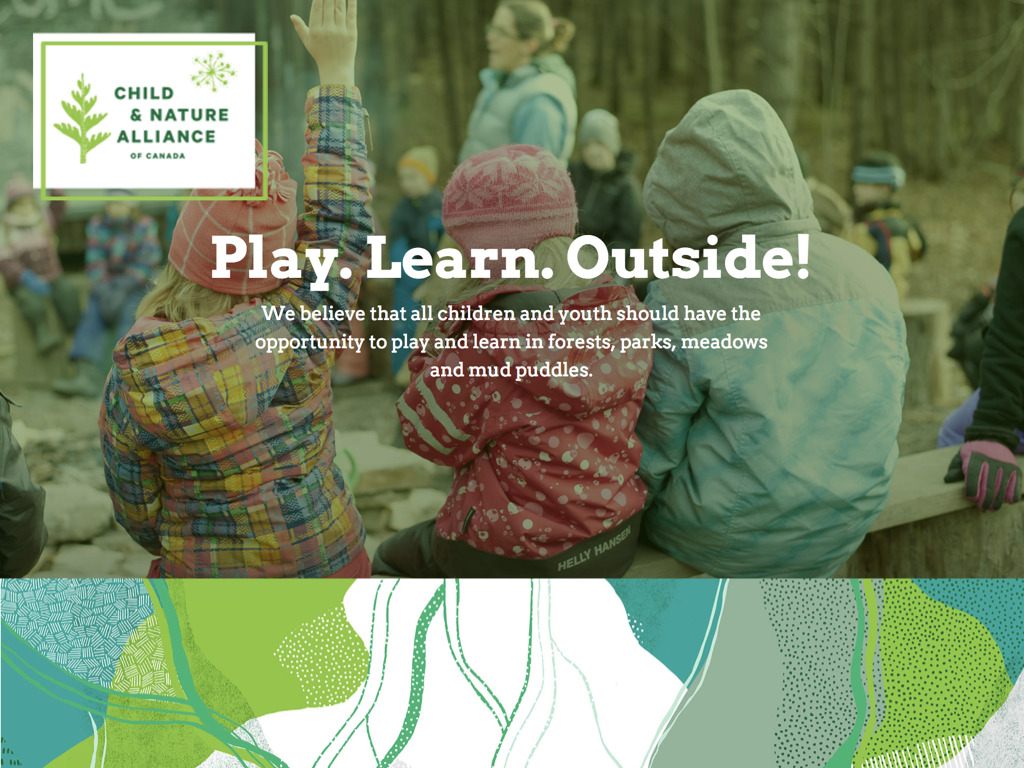 CHILD
& NATURE
ALLIANCE
OF CANADA
Play. Learn. Outside!
We believe that all children and youth should have the
opportunity to play and learn in forests, parks, meadows
and mud puddles.
HELLY HANSEN